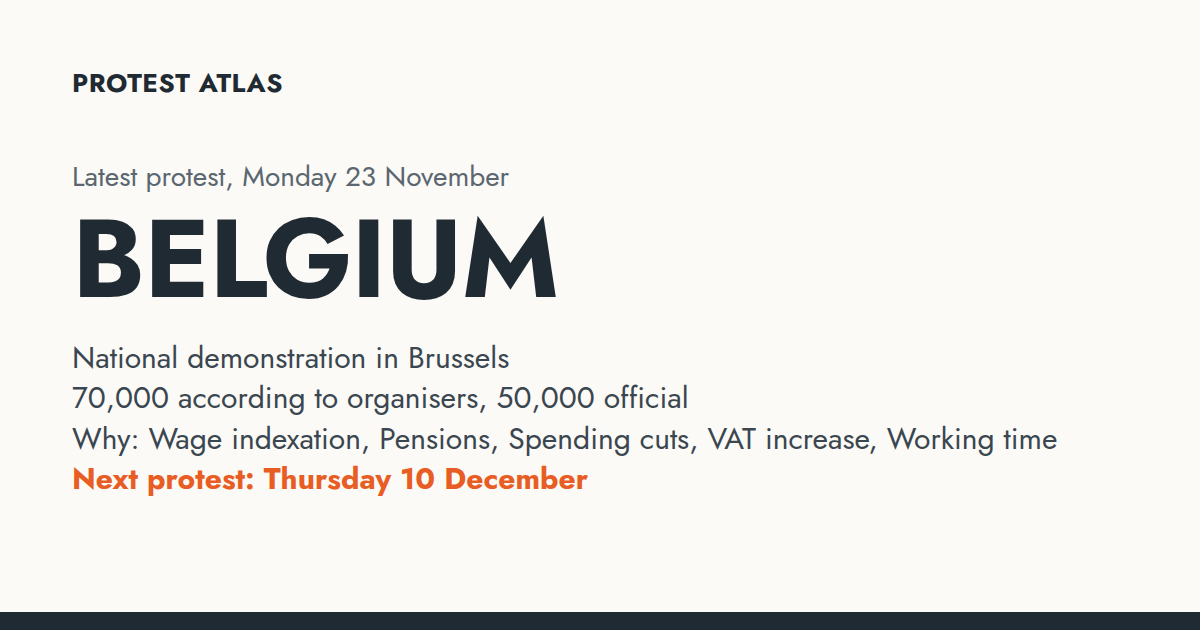 PROTEST ATLAS
Latest protest, Monday 23 November
BELGIUM
National demonstration in Brussels
70,000 according to organisers, 50,000 official
Why: Wage indexation, Pensions, Spending cuts, VAT increase, Working time
Next protest: Thursday 10 December